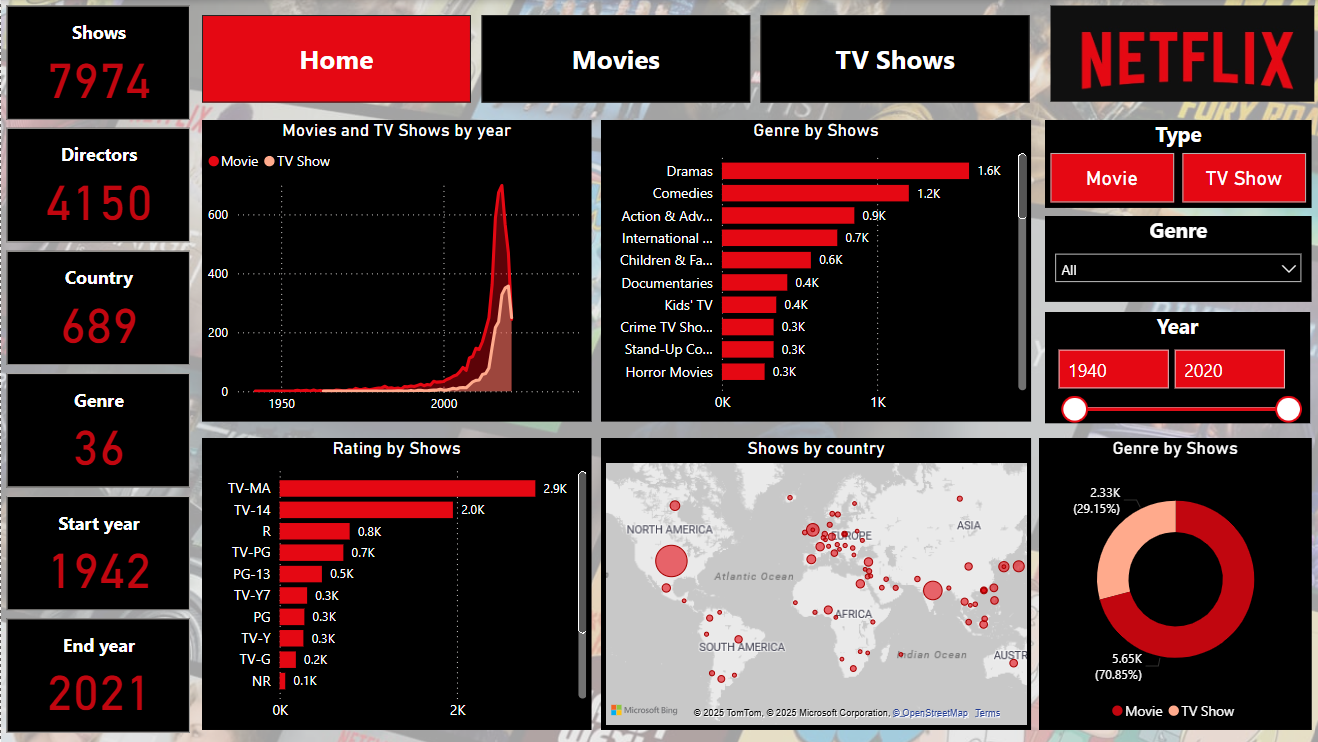 Shows
7974
Directors
4150
Country
689
Genre
36
Start year
1942
End year
2021
Home
Movies
TV Shows
NETFLIX
Movies and TV Shows by year
Movie TV Show
600
400
200
0
1950 2000
Genre by Shows
Dramas 1.6K
Comedies 1.2K
Action & Adv... 0.9K
International ... 0.7K
Children & Fa... 0.6K
Documentaries 0.4K
Kids' TV 0.4K
Crime TV Sho... 0.3K
Stand-Up Co... 0.3K
Horror Movies 0.3K
0K 1K
Type
Movie TV Show
Genre
All
Year
1940 2020
Rating by Shows
TV-MA 2.9K
TV-14 2.0K
R 0.8K
TV-PG 0.7K
PG-13 0.5K
TV-Y7 0.3K
PG 0.3K
TV-Y 0.3K
TV-G 0.2K
NR 0.1K
0K 2K
Shows by country
NORTH AMERICA
ASIA
EUROPE
Atlantic Ocean
AFRICA
SOUTH AMERICA
Indian Ocean
AUSTR
Microsoft Bing
© 2025 TomTom, © 2025 Microsoft Corporation, © OpenStreetMap Terms
Genre by Shows
2.33K
(29.15%)
5.65K
(70.85%)
Movie TV Show
FURY